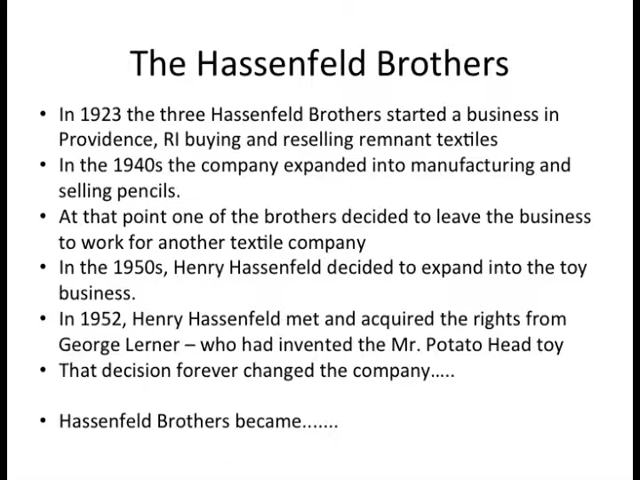 The Hassenfeld Brothers
• In 1923 the three Hassenfeld Brothers started a business in
Providence, RI buying and reselling remnant textiles
• In the 1940s the company expanded into manufacturing and
selling pencils.
• At that point one of the brothers decided to leave the business
to work for another textile company
• In the 1950s, Henry Hassenfeld decided to expand into the toy
business.
• In 1952, Henry Hassenfeld met and acquired the rights from
George Lerner – who had invented the Mr. Potato Head toy
• That decision forever changed the company…..
• Hassenfeld Brothers became…….